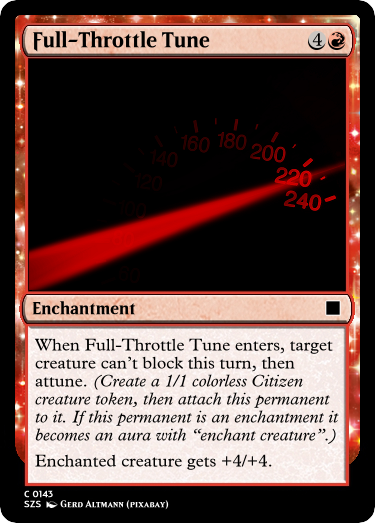 Full-Throttle Tune 4
140 160 180 200 220 240
120
Enchantment
When Full-Throttle Tune enters, target
creature can't block this turn, then
attune. (Create a 1/1 colorless Citizen
creature token, then attach this permanent
to it. If this permanent is an enchantment it
becomes an aura with “enchant creature”.)
Enchanted creature gets +4/+4.
C 0143
SZS Gerd Altmann (pixabay)